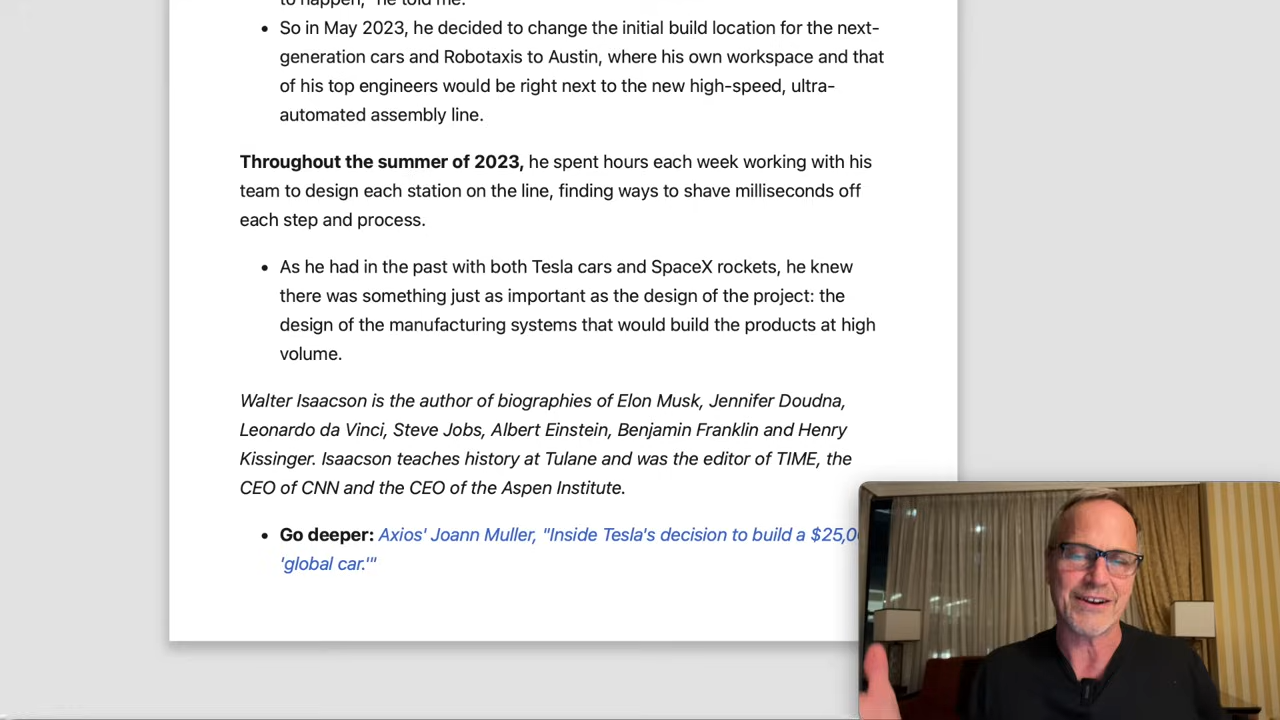 So in May 2023, he decided to change the initial build location for the next-
generation cars and Robotaxis to Austin, where his own workspace and that
of his top engineers would be right next to the new high-speed, ultra-
automated assembly line.
Throughout the summer of 2023, he spent hours each week working with his
team to design each station on the line, finding ways to shave milliseconds off
each step and process.
As he had in the past with both Tesla cars and SpaceX rockets, he knew
there was something just as important as the design of the project: the
design of the manufacturing systems that would build the products at high
volume.
Walter Isaacson is the author of biographies of Elon Musk, Jennifer Doudna,
Leonardo da Vinci, Steve Jobs, Albert Einstein, Benjamin Franklin and Henry
Kissinger. Isaacson teaches history at Tulane and was the editor of TIME, the
CEO of CNN and the CEO of the Aspen Institute.
Go deeper: Axios' Joann Muller, "Inside Tesla's decision to build a
'global car.'"